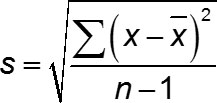 s = √(∑(x − x̄)² / (n − 1))